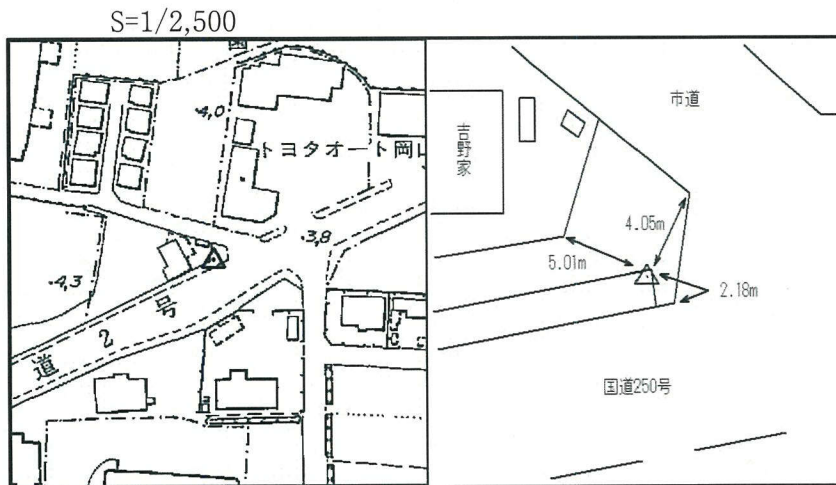 S=1/2,500
・4,0
トヨタオート岡山
・3,8
・4,3
道2号
市道
吉野家
4.05m
5.01m
2.18m
国道250号